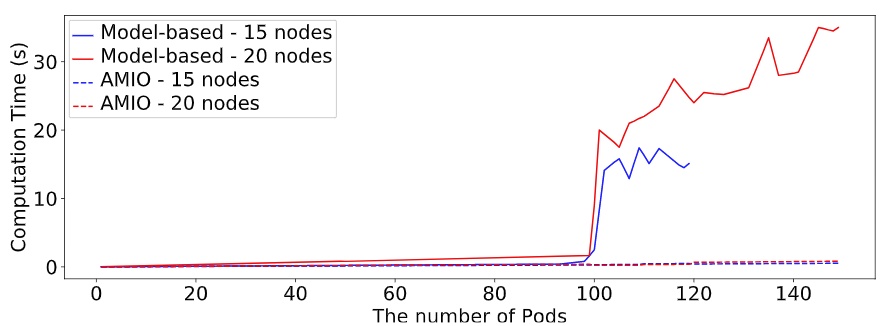 Model-based - 15 nodes
Model-based - 20 nodes
AMIO - 15 nodes
AMIO - 20 nodes
Computation Time (s)
30
20
10
0
0 20 40 60 80 100 120 140
The number of Pods